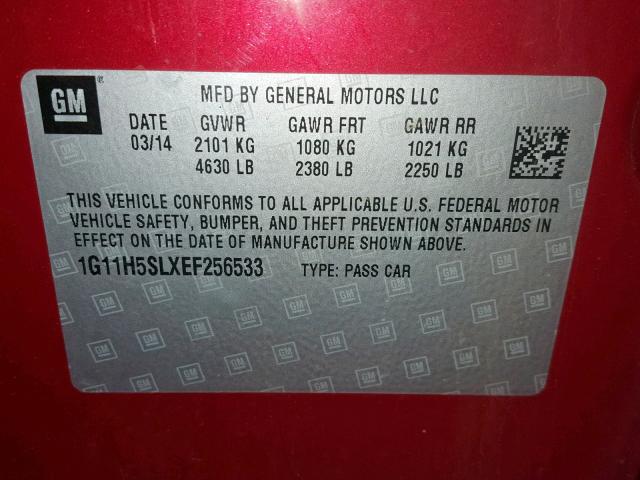 GM ® MFD BY GENERAL MOTORS LLC
DATE GVWR GAWR FRT GAWR RR
03/14 2101 KG 1080 KG 1021 KG
4630 LB 2380 LB 2250 LB
THIS VEHICLE CONFORMS TO ALL APPLICABLE U.S. FEDERAL MOTOR
VEHICLE SAFETY, BUMPER, AND THEFT PREVENTION STANDARDS IN
EFFECT ON THE DATE OF MANUFACTURE SHOWN ABOVE.
1G11H5SLXEF256533 TYPE: PASS CAR